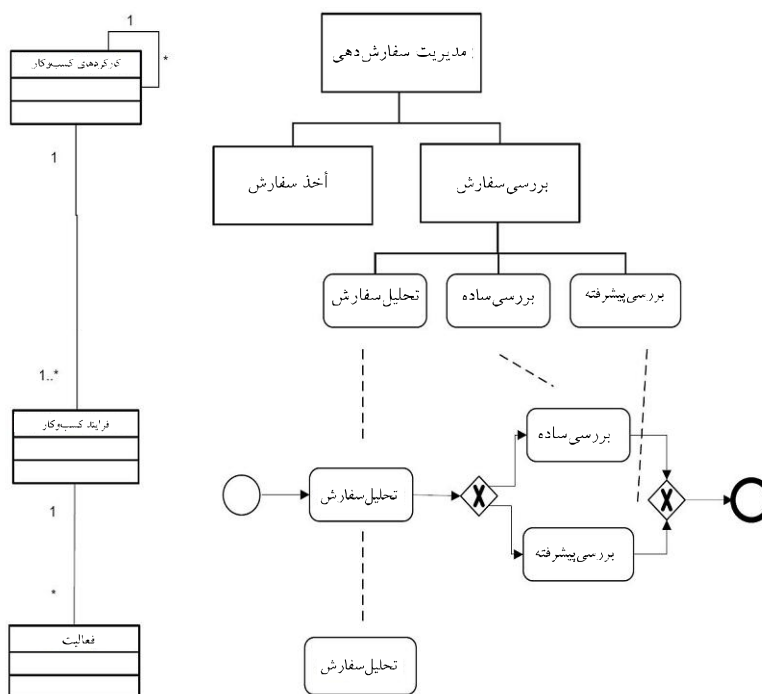 1
*
کارکردهای کسب‌وکار
: مدیریت سفارش‌دهی
1
أخذ سفارش
بررسی‌سفارش
تحلیل‌سفارش
بررسی‌ساده
بررسی‌پیشرفته
1..*
فرایند کسب‌وکار
بررسی‌ساده
تحلیل‌سفارش
X
X
1
بررسی‌پیشرفته
*
فعالیت
تحلیل‌سفارش